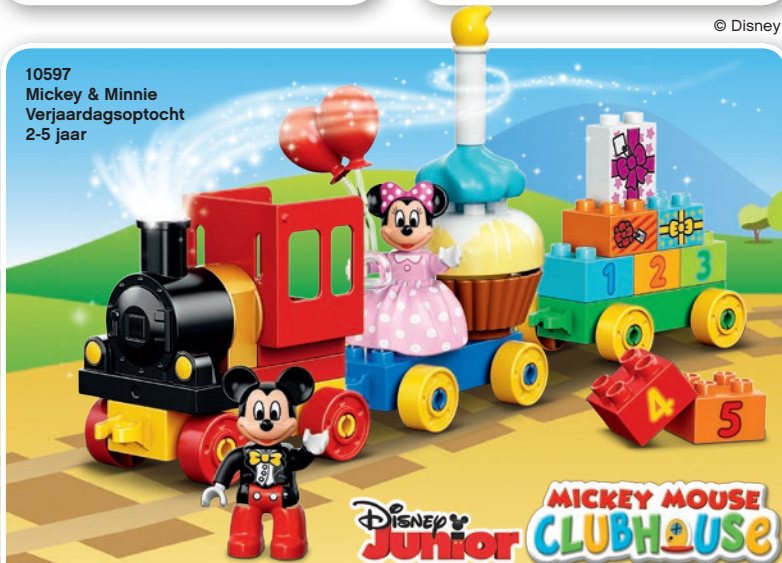 © Disney
10597
Mickey & Minnie
Verjaardagsoptocht
2-5 jaar
1 2 3
4 5
Disney Junior
MICKEY MOUSE
CLUBHOUSE